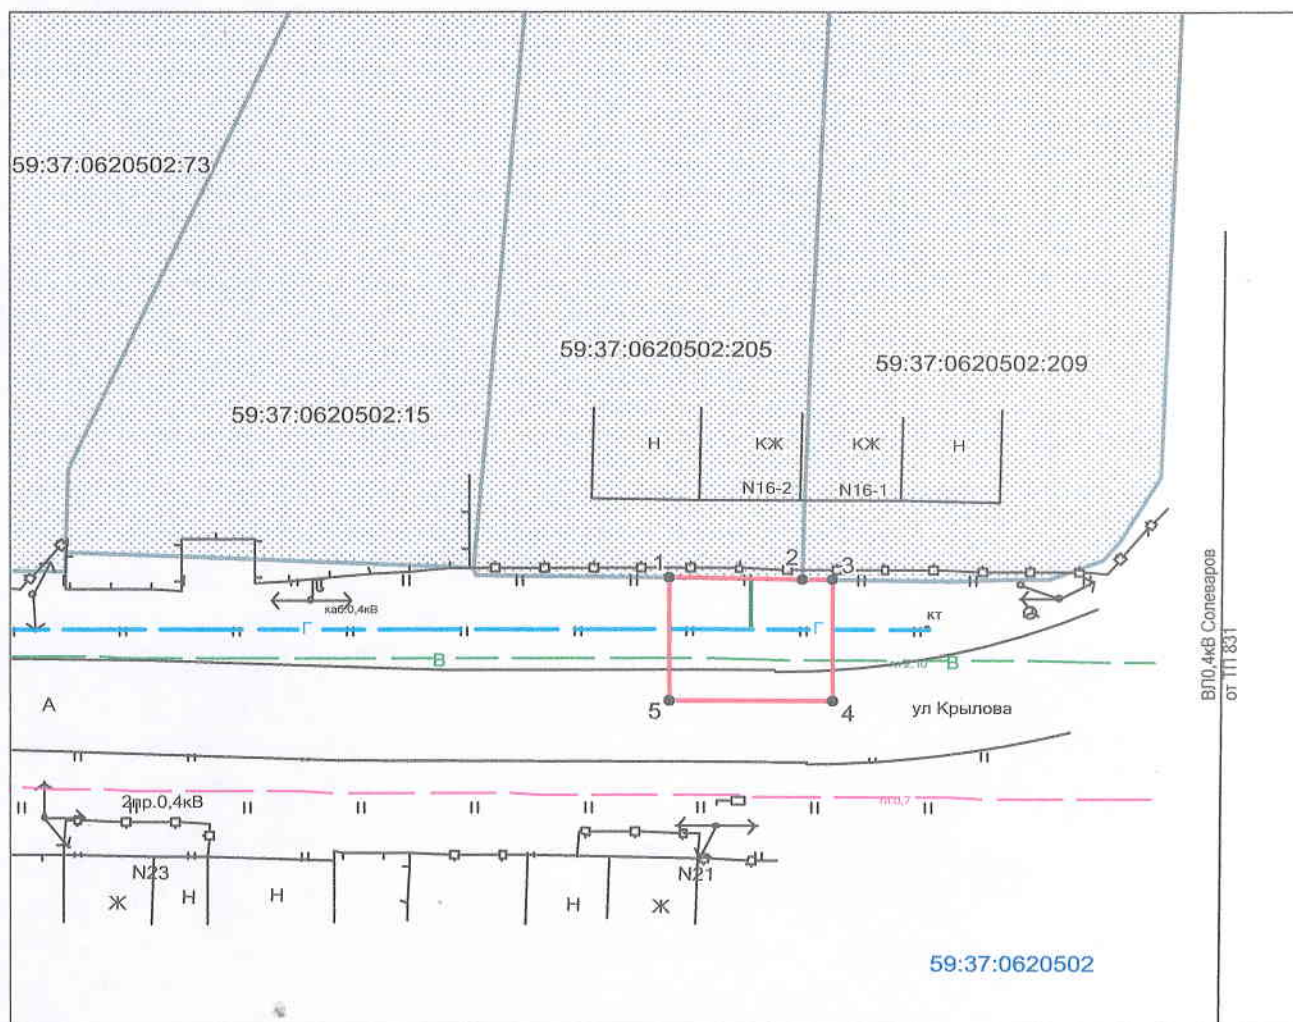 59:37:0620502:73
59:37:0620502:205
59:37:0620502:209
59:37:0620502:15
Н
КЖ
КЖ
Н
N16-2
N16-1
1
2
3
каб.0,4кВ
Г
Г
кт
В
В
А
5
4
ул Крылова
ВЛ0,4кВ Солеваров
от ТП 831
2пр.0,4кВ
N23
N21
Ж
Н
Н
Н
Ж
59:37:0620502